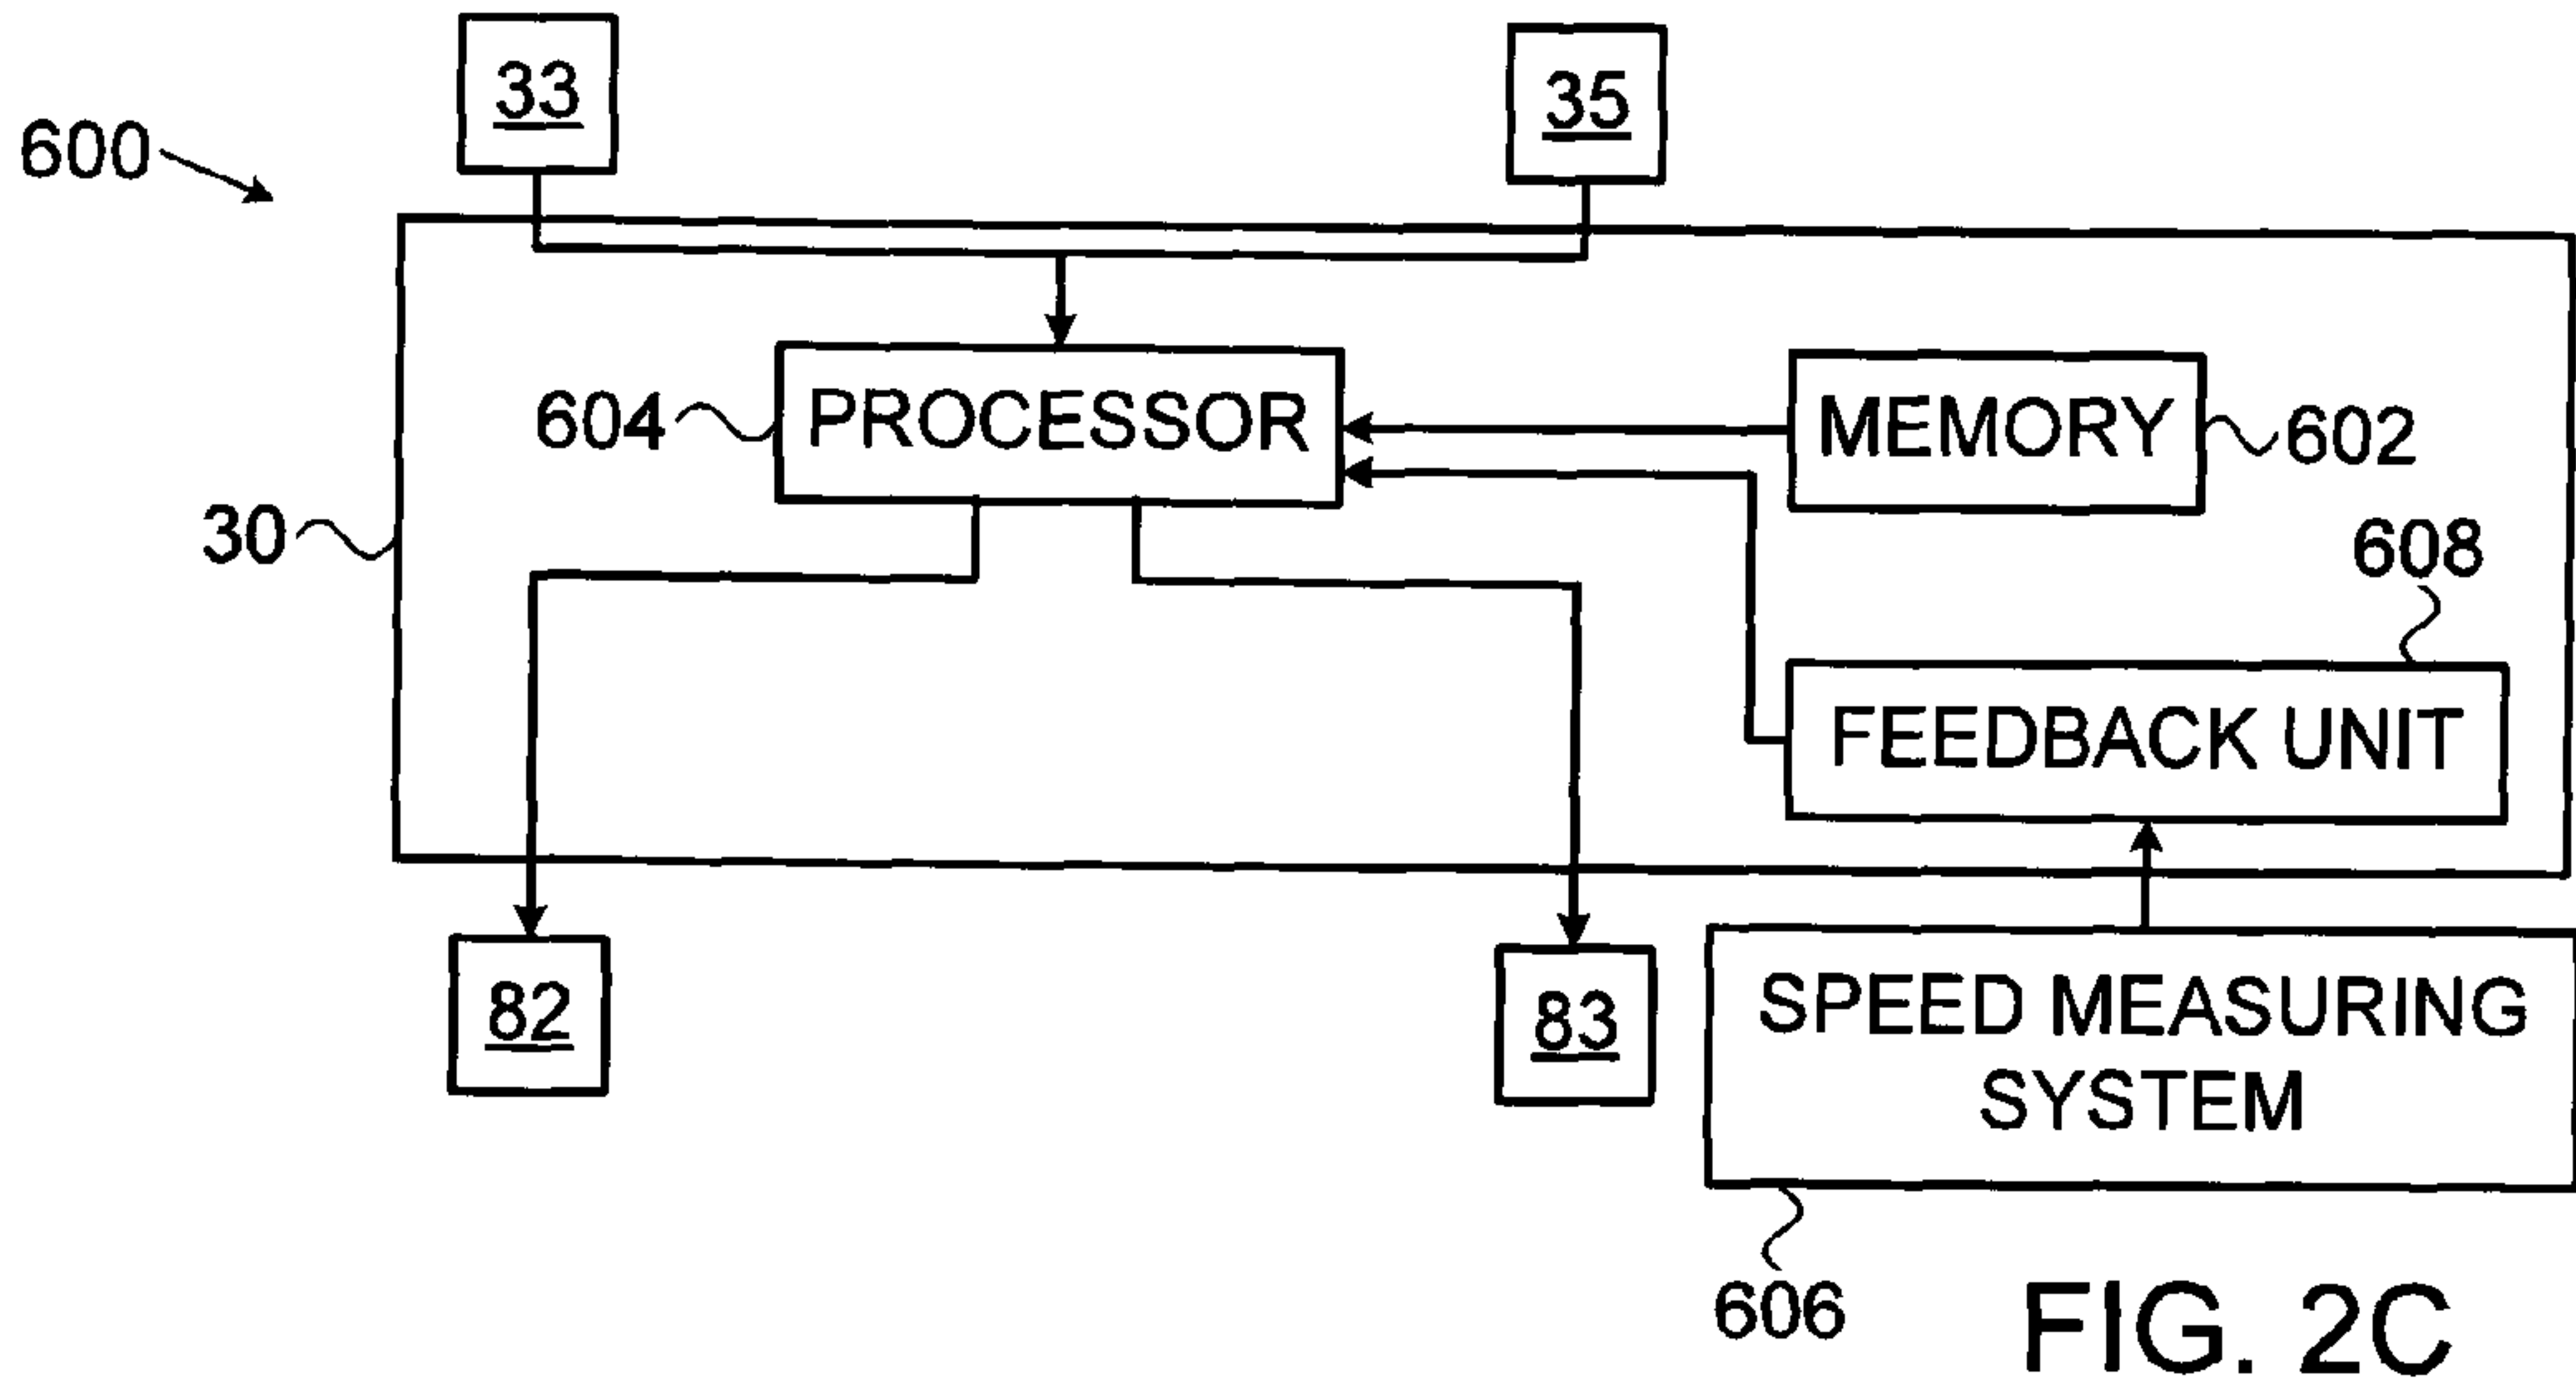 33
35
600
PROCESSOR
604
MEMORY
602
30
608
FEEDBACK UNIT
82
83
SPEED MEASURING
SYSTEM
606
FIG. 2C